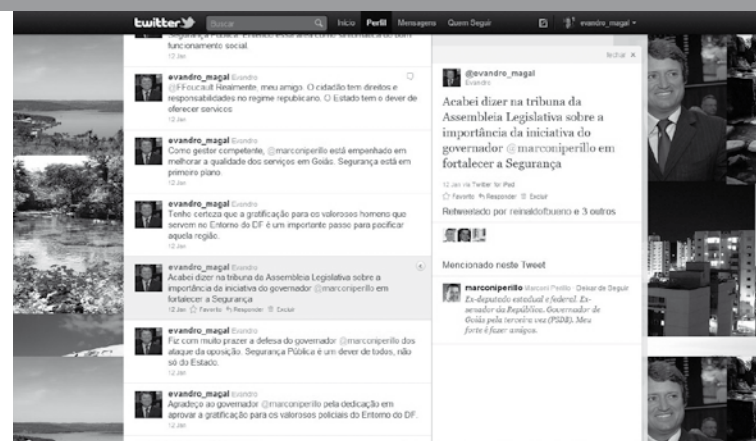 twitter
Buscar
Início Perfil Mensagens Quem Seguir
evandro_magal
funcionamento social.
12 Jan
evandro_magal Evandro
@FFoucault Realmente, meu amigo. O cidadão tem direitos e
responsabilidades no regime republicano. O Estado tem o dever de
oferecer servicos
12 Jan
evandro_magal Evandro
Como gestor competente, @marconiperillo está empenhado em
melhorar a qualidade dos serviços em Goiás. Segurança está em
primeiro plano.
12 Jan
evandro_magal Evandro
Tenho certeza que a gratificação para os valorosos homens que
servem no Entorno do DF é um importante passo para pacificar
aquela região.
12 Jan
evandro_magal Evandro
Acabei dizer na tribuna da Assembleia Legislativa sobre a
importância da iniciativa do governador @marconiperillo em
fortalecer a Segurança
12 Jan Favorito Responder Excluir
evandro_magal Evandro
Fiz com muito prazer a defesa do governador @marconiperillo dos
ataque da oposição. Segurança Pública é um dever de todos, não
só do Estado.
12 Jan
evandro_magal Evandro
Agradeço ao governador @marconiperillo pela dedicação em
aprovar a gratificação para os valorosos policiais do Entorno do DF.
12 Jan
fechar x
@evandro_magal
Evandro
Acabei dizer na tribuna da
Assembleia Legislativa sobre a
importância da iniciativa do
governador @marconiperillo em
fortalecer a Segurança
12 Jan via Twitter for iPad
Favorito Responder Excluir
Retweetado por reinaldofbueno e 3 outros
Mencionado neste Tweet
marconiperillo Marconi Perillo · Deixar de Seguir
Ex-deputado estadual e federal. Ex-
senador da República. Governador de
Goiás pela terceira vez (PSDB). Meu
forte é fazer amigos.